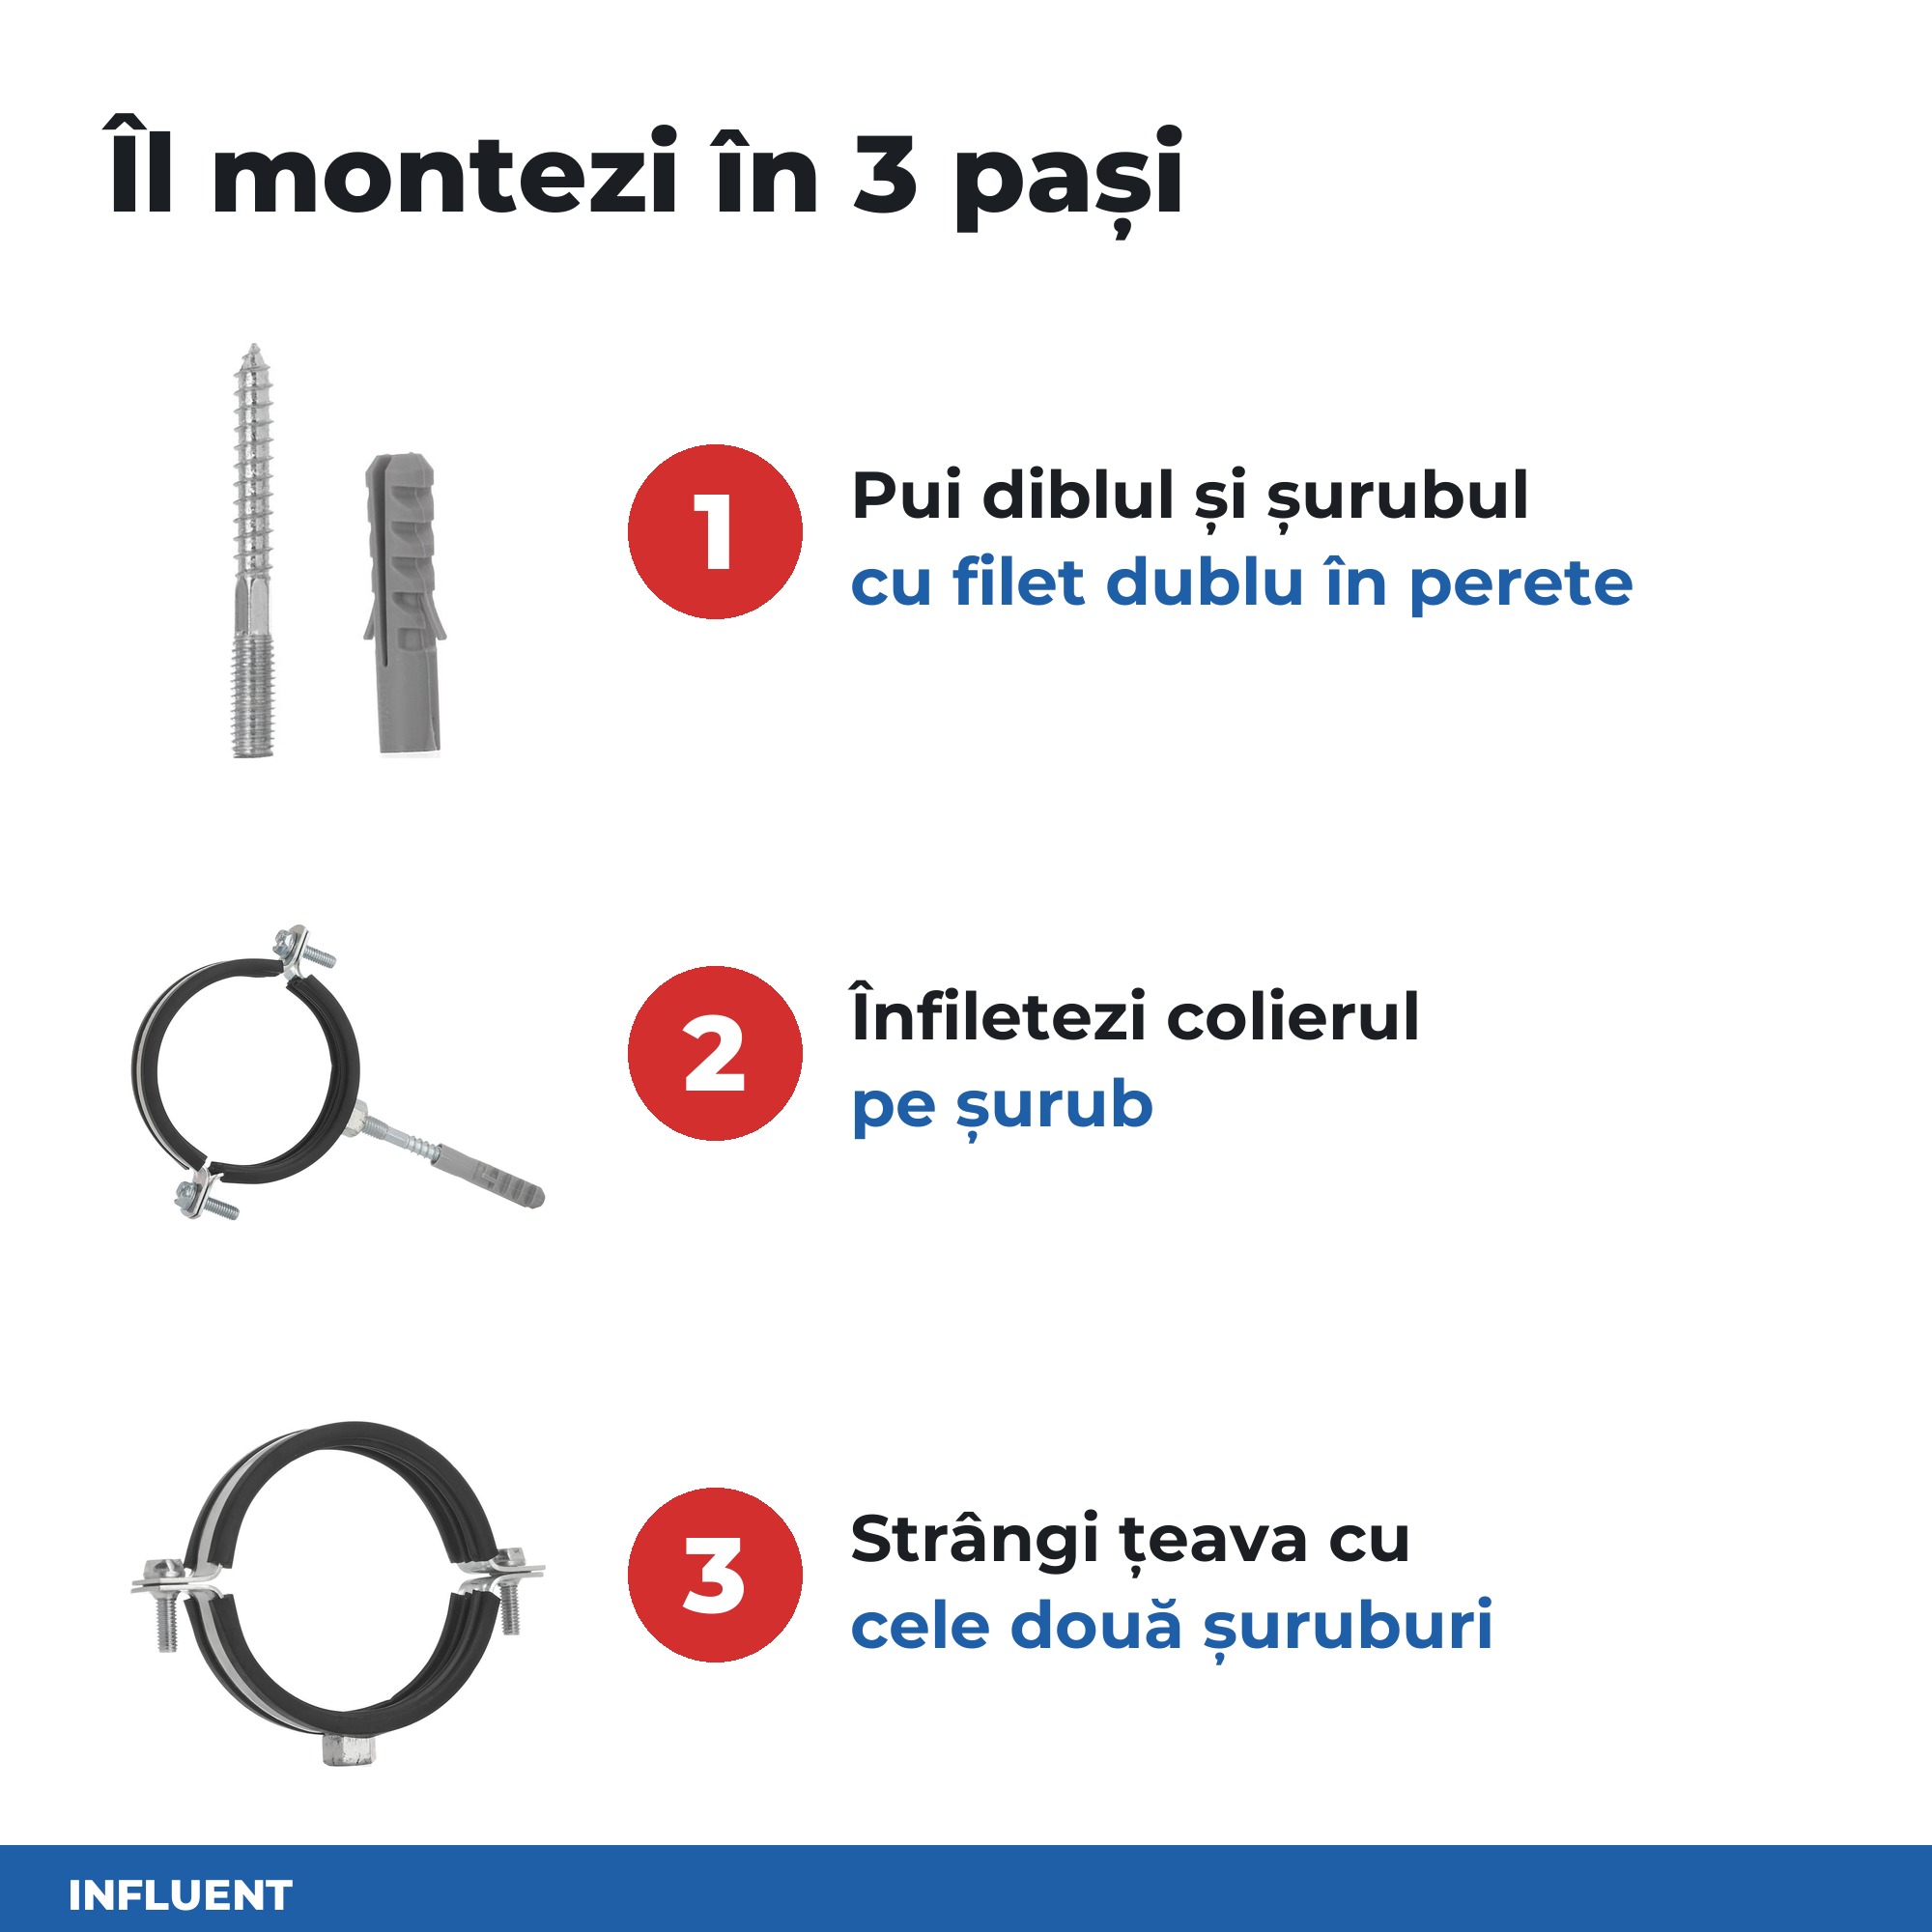 Îl montezi în 3 pași
1
Pui diblul și șurubul
cu filet dublu în perete
2
Înfiletezi colierul
pe șurub
3
Strângi țeava cu
cele două șuruburi
INFLUENT